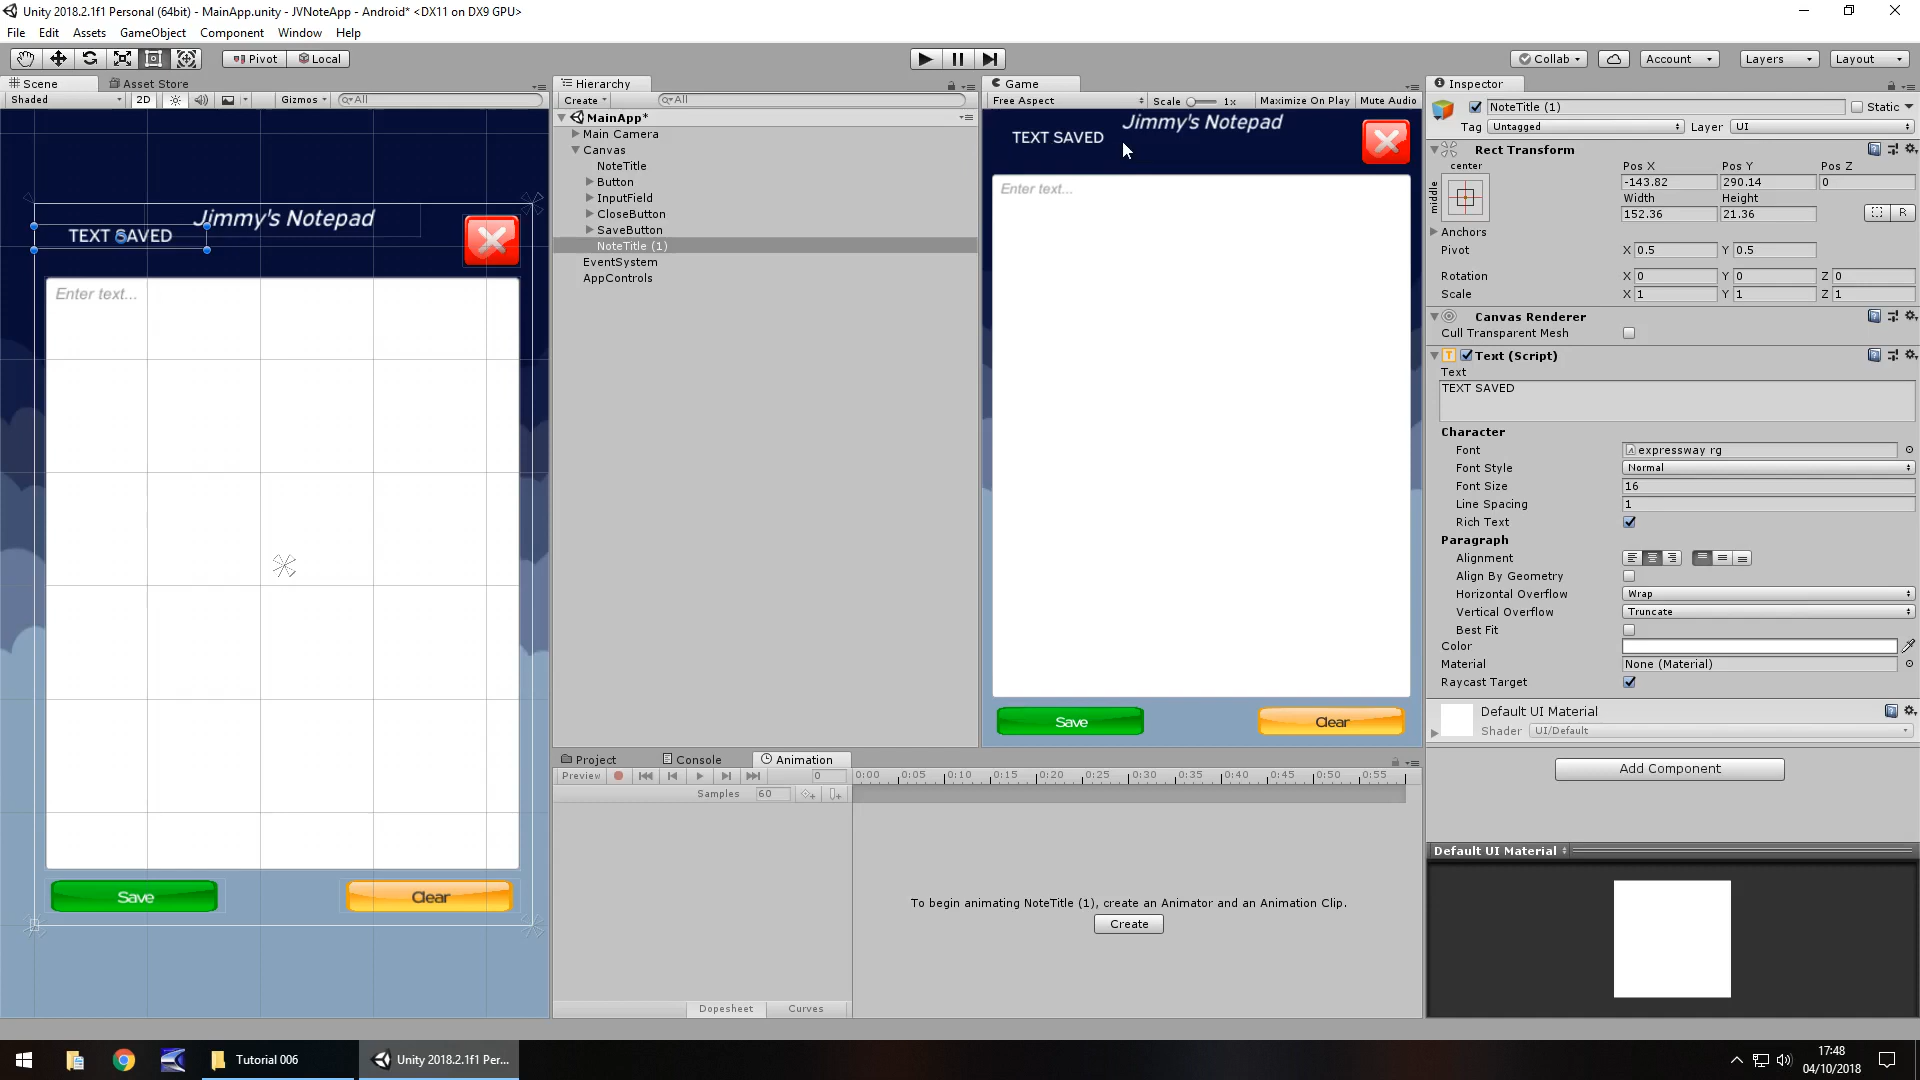 Unity 2018.2.1f1 Personal (64bit) - MainApp.unity - JVNoteApp - Android* <DX11 on DX9 GPU>
File Edit Assets GameObject Component Window Help
Pivot Local Collab Account Layers Layout
Scene Asset Store
Shaded 2D Gizmos All
Jimmy's Notepad
TEXT SAVED
Enter text...
Save Clear
Hierarchy
Create All
MainApp*
Main Camera
Canvas
NoteTitle
Button
InputField
CloseButton
SaveButton
NoteTitle (1)
EventSystem
AppControls
Game
Free Aspect Scale 1x Maximize On Play Mute Audio
Jimmy's Notepad
TEXT SAVED
Enter text...
Save Clear
Project Console Animation
Preview 0 0:00 0:05 0:10 0:15 0:20 0:25 0:30 0:35 0:40 0:45 0:50 0:55
Samples 60
To begin animating NoteTitle (1), create an Animator and an Animation Clip.
Create
Dopesheet Curves
Inspector
NoteTitle (1) Static
Tag Untagged Layer UI
Rect Transform
center Pos X Pos Y Pos Z
middle -143.82 290.14 0
Width Height
152.36 21.36 R
Anchors
Pivot X 0.5 Y 0.5
Rotation X 0 Y 0 Z 0
Scale X 1 Y 1 Z 1
Canvas Renderer
Cull Transparent Mesh
Text (Script)
Text
TEXT SAVED
Character
Font expressway rg
Font Style Normal
Font Size 16
Line Spacing 1
Rich Text
Paragraph
Alignment
Align By Geometry
Horizontal Overflow Wrap
Vertical Overflow Truncate
Best Fit
Color
Material None (Material)
Raycast Target
Default UI Material
Shader UI/Default
Add Component
Default UI Material
Tutorial 006 Unity 2018.2.1f1 Per...
17:48
04/10/2018